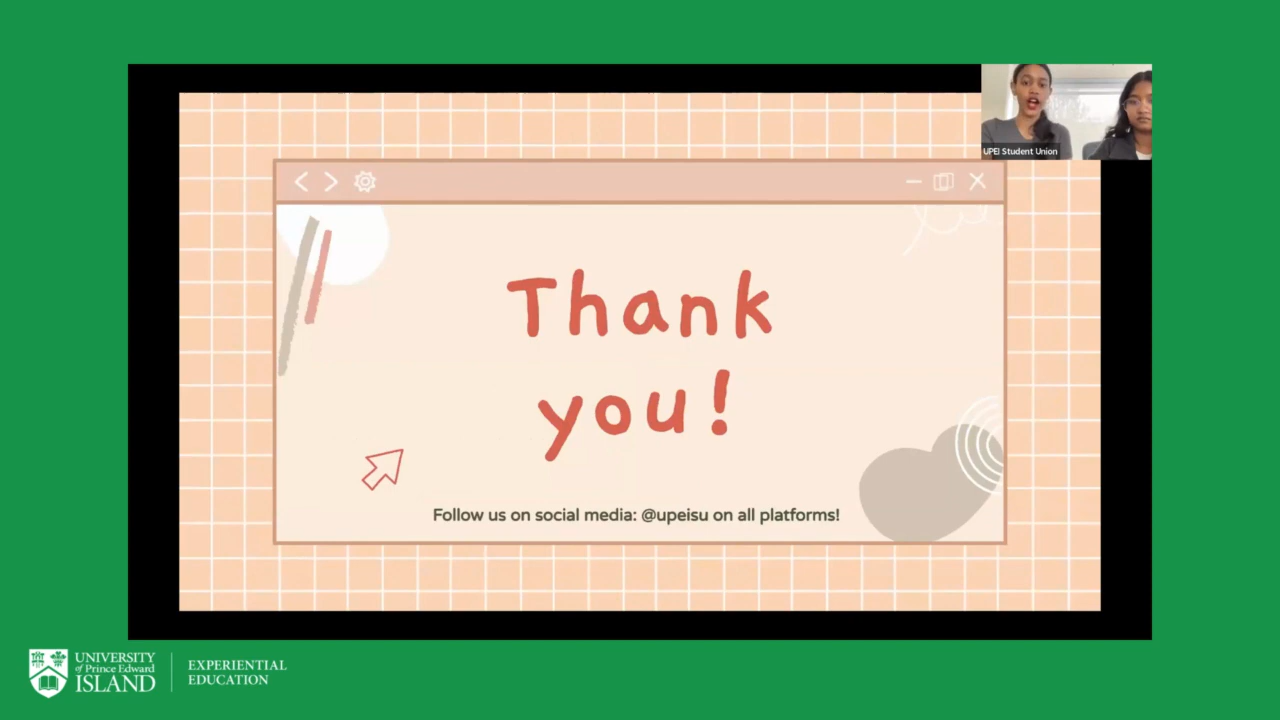 UPEI Student Union
Thank
you!
Follow us on social media: @upeisu on all platforms!
UNIVERSITY
of Prince Edward
ISLAND
EXPERIENTIAL
EDUCATION